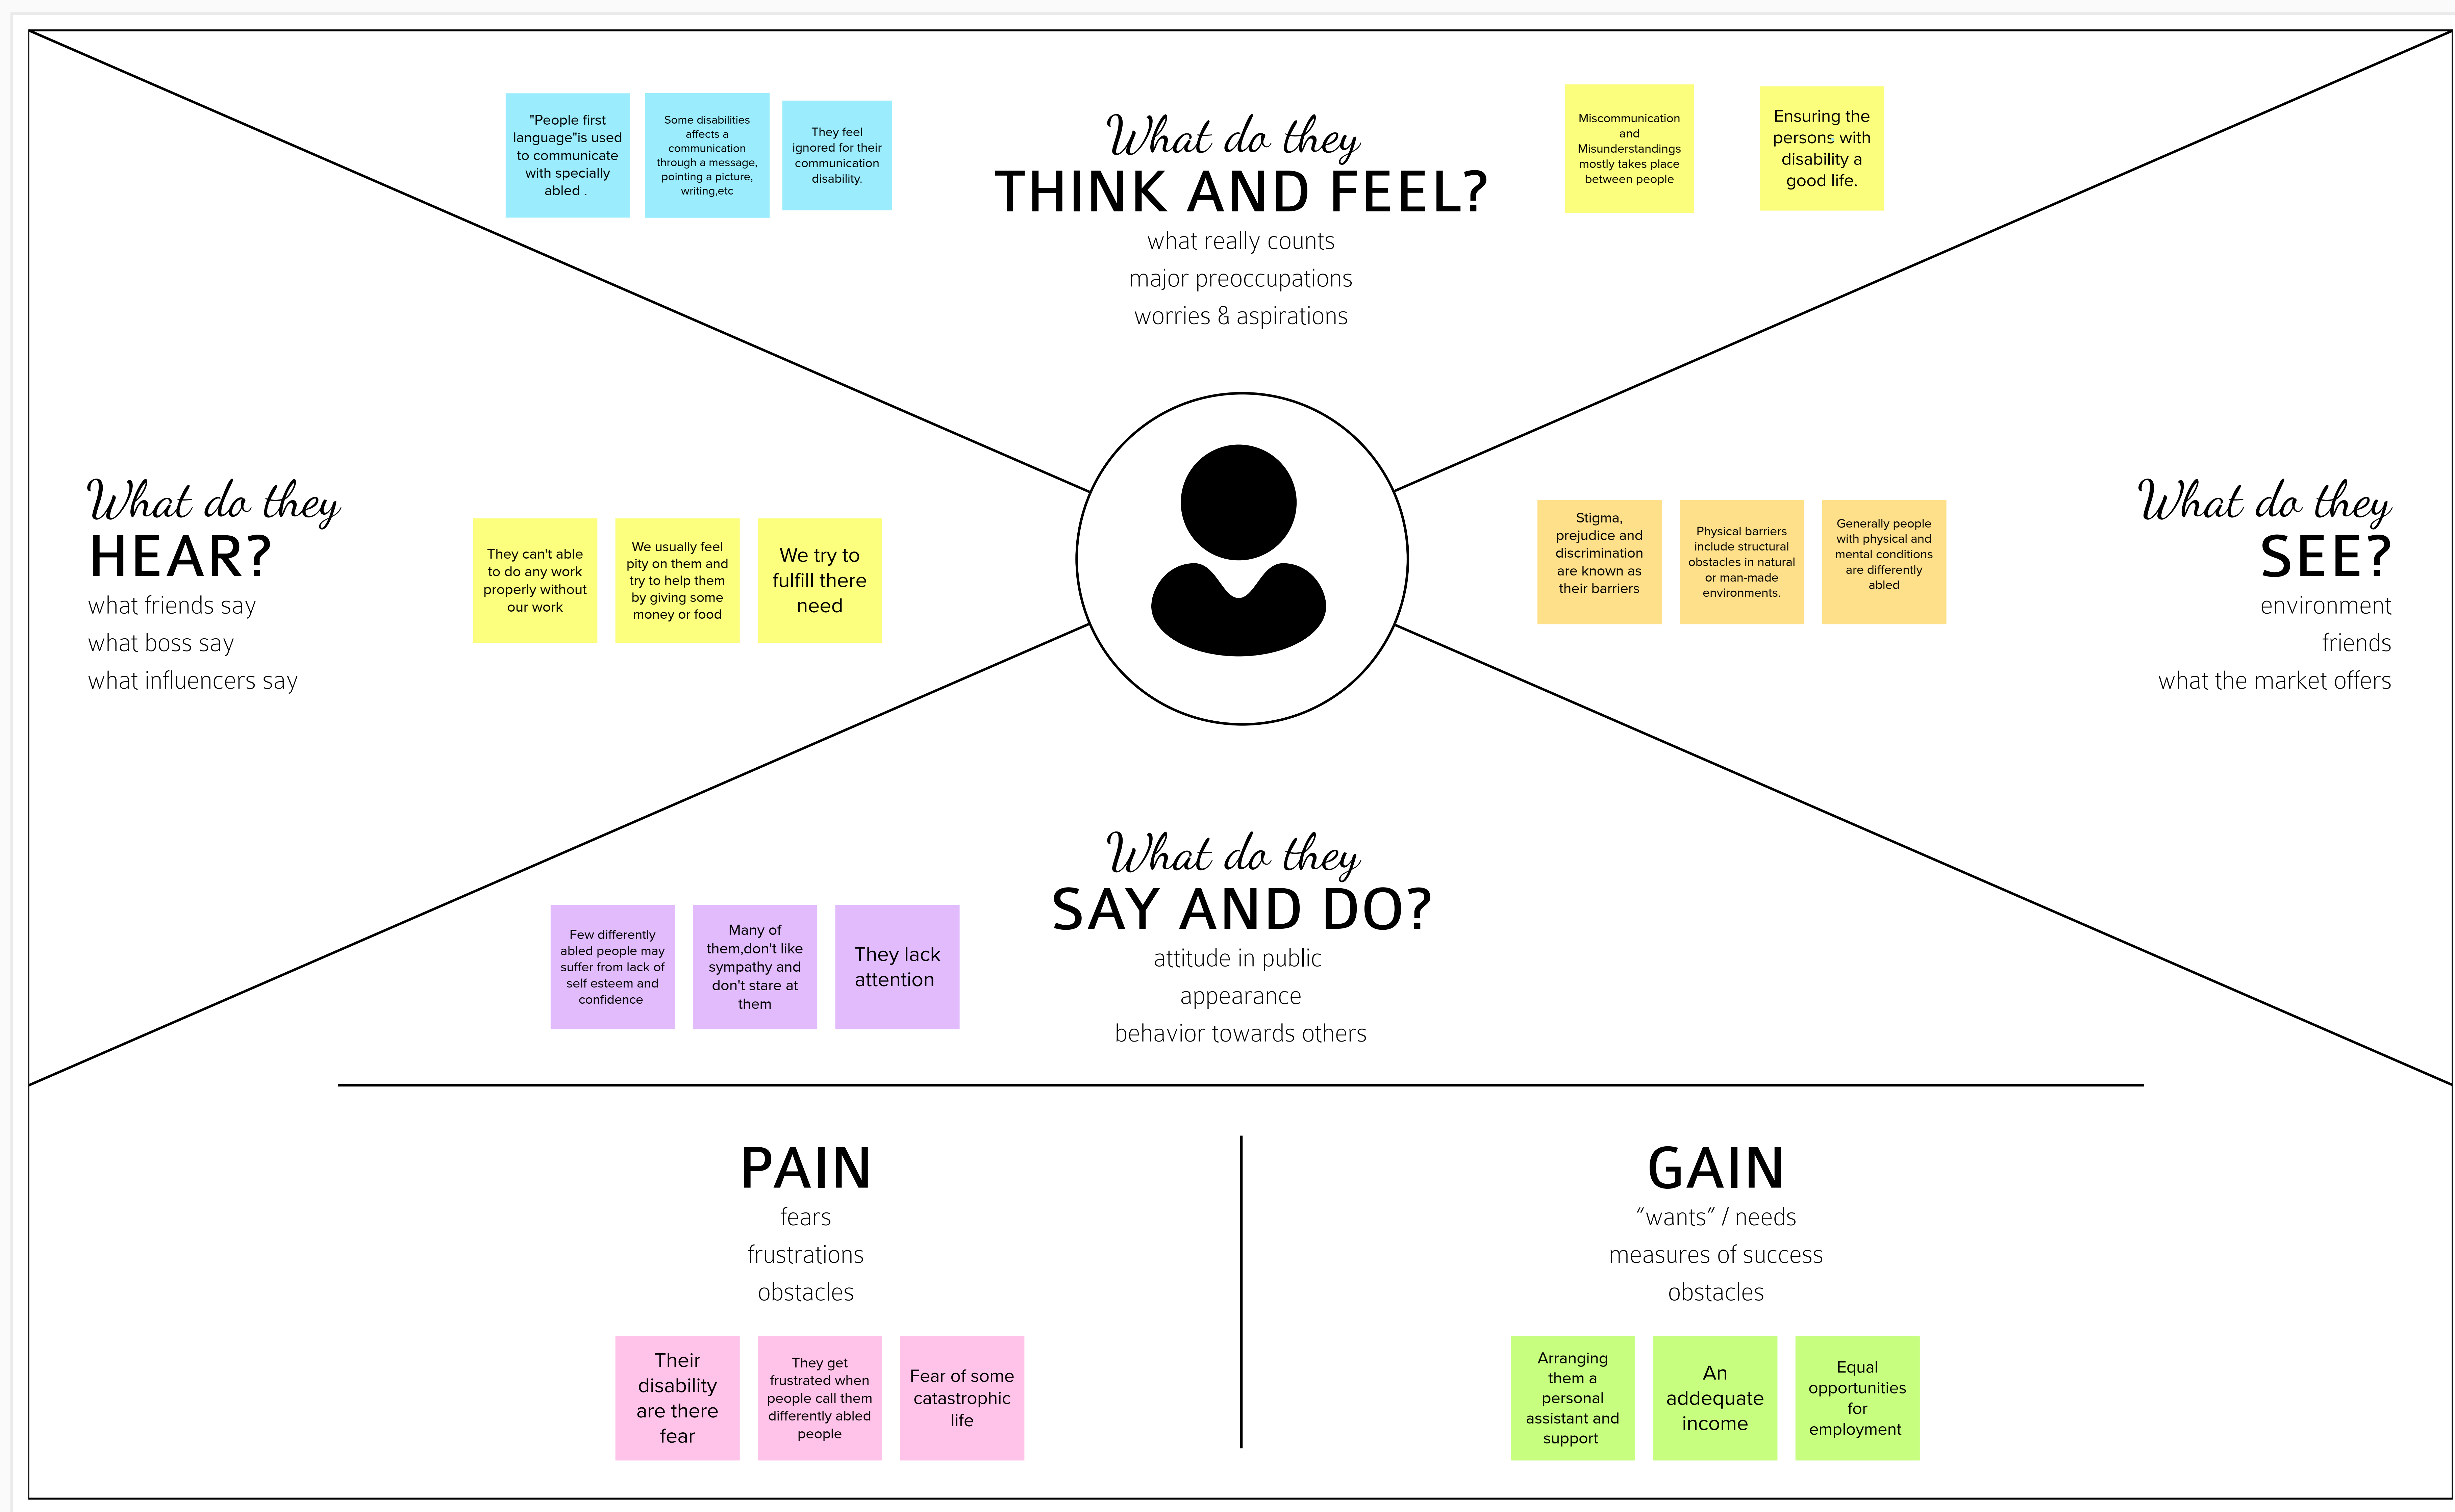 "People first
language"is used
to communicate
with specially
abled .
Some disabilities
affects a
communication
through a message,
pointing a picture,
writing,etc
They feel
ignored for their
communication
disability.
What do they
THINK AND FEEL?
what really counts
major preoccupations
worries & aspirations
Miscommunication
and
Misunderstandings
mostly takes place
between people
Ensuring the
persons with
disability a
good life.
What do they
HEAR?
what friends say
what boss say
what influencers say
They can't able
to do any work
properly without
our work
We usually feel
pity on them and
try to help them
by giving some
money or food
We try to
fulfill there
need
Stigma,
prejudice and
discrimination
are known as
their barriers
Physical barriers
include structural
obstacles in natural
or man-made
environments.
Generally people
with physical and
mental conditions
are differently
abled
What do they
SEE?
environment
friends
what the market offers
What do they
SAY AND DO?
attitude in public
appearance
behavior towards others
Few differently
abled people may
suffer from lack of
self esteem and
confidence
Many of
them,don't like
sympathy and
don't stare at
them
They lack
attention
PAIN
fears
frustrations
obstacles
Their
disability
are there
fear
They get
frustrated when
people call them
differently abled
people
Fear of some
catastrophic
life
GAIN
“wants” / needs
measures of success
obstacles
Arranging
them a
personal
assistant and
support
An
addequate
income
Equal
opportunities
for
employment